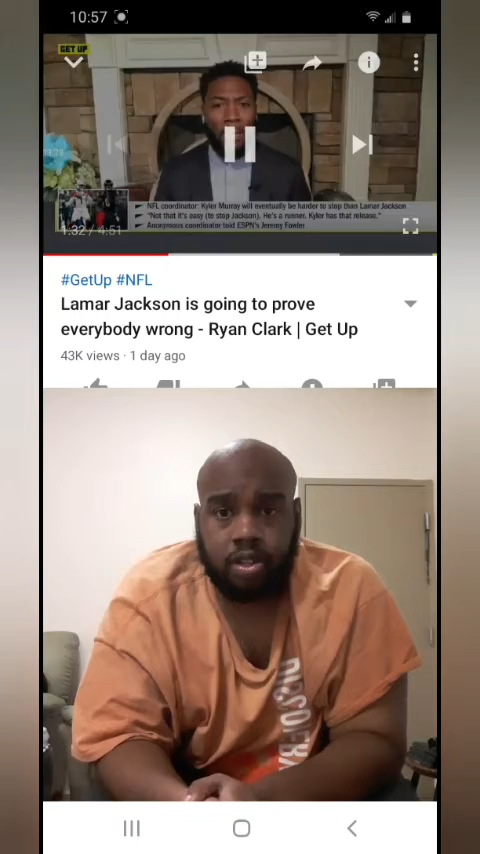 10:57
GET UP
NFL coordinator: Kyler Murray will eventually be harder to stop than Lamar Jackson
"Not that it's easy (to stop Jackson). He's a runner. Kyler has that release."
Anonymous coordinator told ESPN's Jeremy Fowler
1:32 / 4:51
#GetUp #NFL
Lamar Jackson is going to prove
everybody wrong - Ryan Clark | Get Up
43K views · 1 day ago